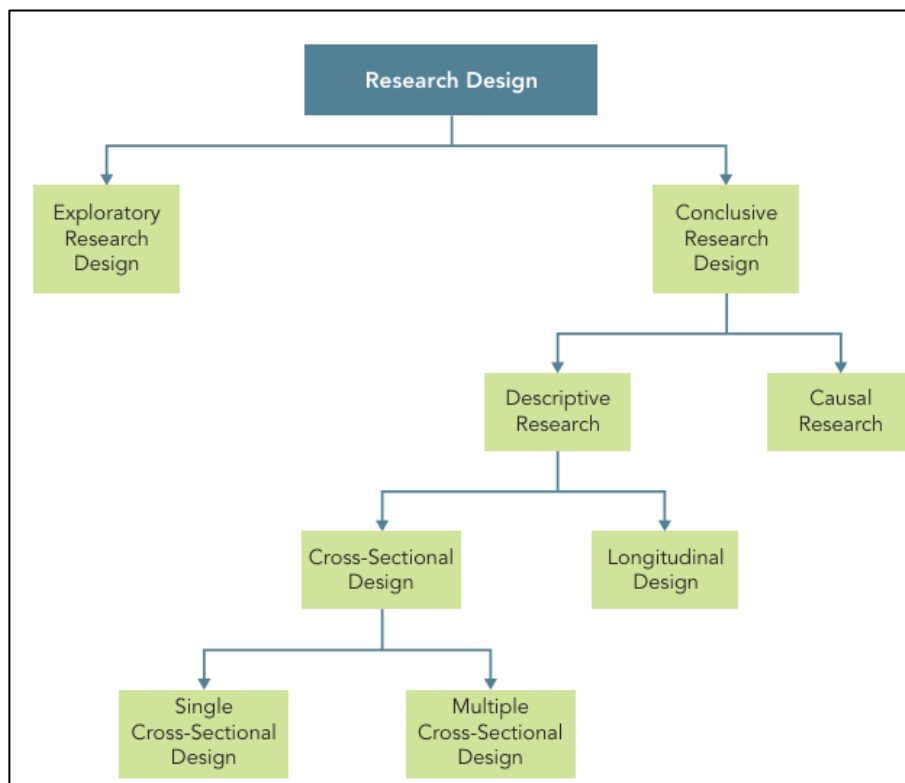 Research Design
Exploratory
Research
Design
Conclusive
Research
Design
Descriptive
Research
Causal
Research
Cross-Sectional
Design
Longitudinal
Design
Single
Cross-Sectional
Design
Multiple
Cross-Sectional
Design